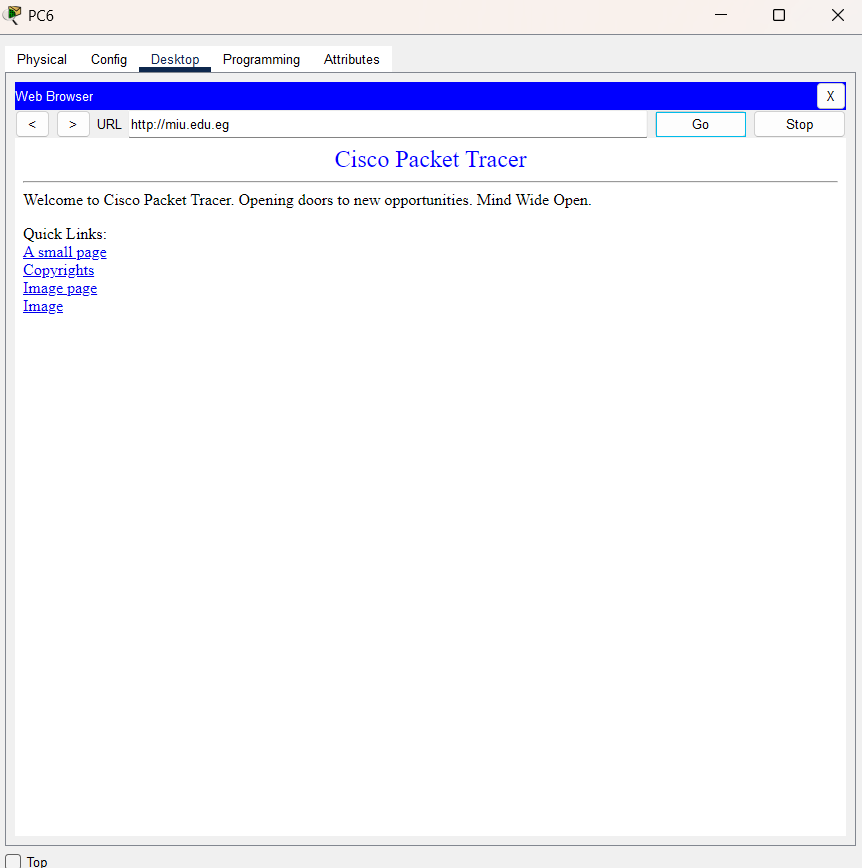 PC6
Physical Config Desktop Programming Attributes
Web Browser X
< > URL http://miu.edu.eg Go Stop
Cisco Packet Tracer
Welcome to Cisco Packet Tracer. Opening doors to new opportunities. Mind Wide Open.
Quick Links:
A small page
Copyrights
Image page
Image
Top